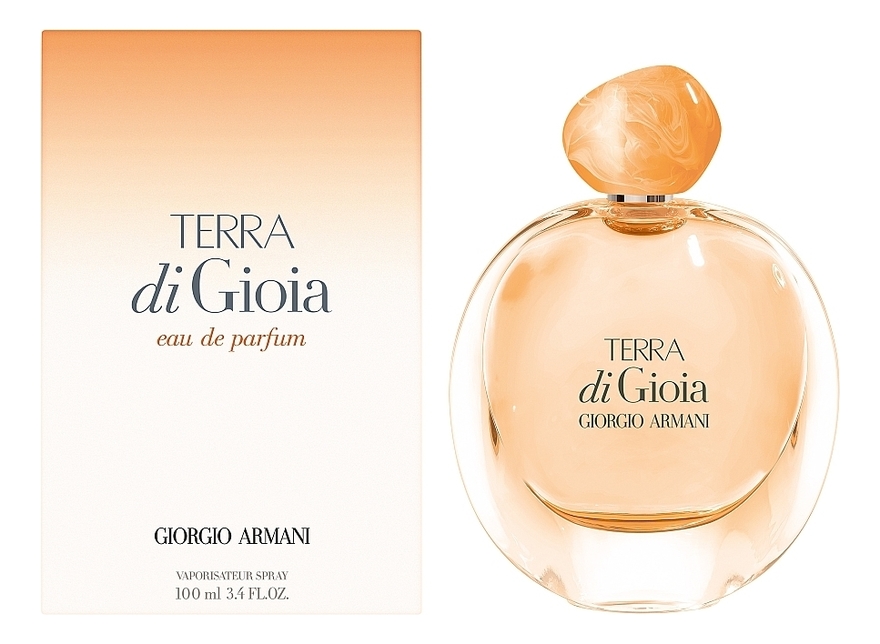 TERRA
di Gioia
eau de parfum
GIORGIO ARMANI
VAPORISATEUR SPRAY
100 ml 3.4 FL.OZ.
TERRA
di Gioia
GIORGIO ARMANI